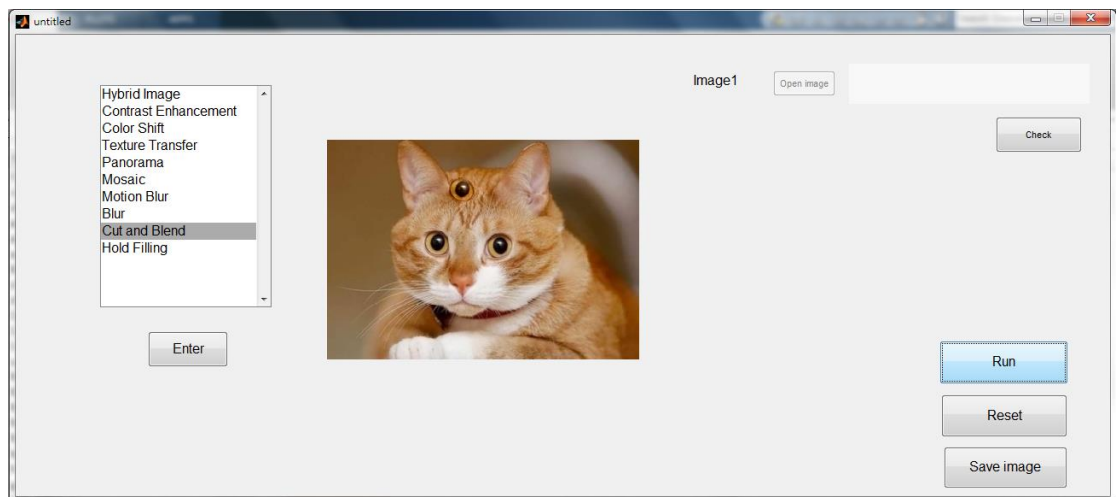 untitled
Image1
Open image
Check
Hybrid Image
Contrast Enhancement
Color Shift
Texture Transfer
Panorama
Mosaic
Motion Blur
Blur
Cut and Blend
Hold Filling
Enter
Run
Reset
Save image